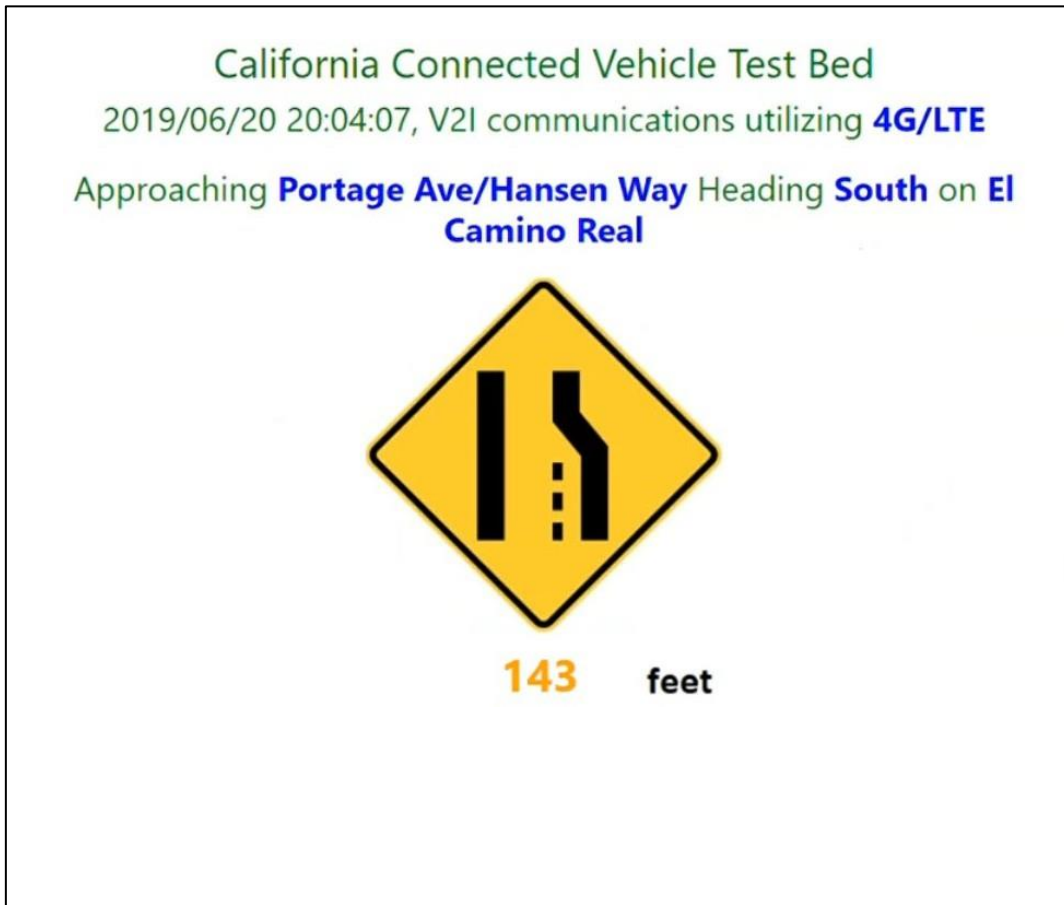 California Connected Vehicle Test Bed
2019/06/20 20:04:07, V2I communications utilizing 4G/LTE
Approaching Portage Ave/Hansen Way Heading South on El
Camino Real
143 feet